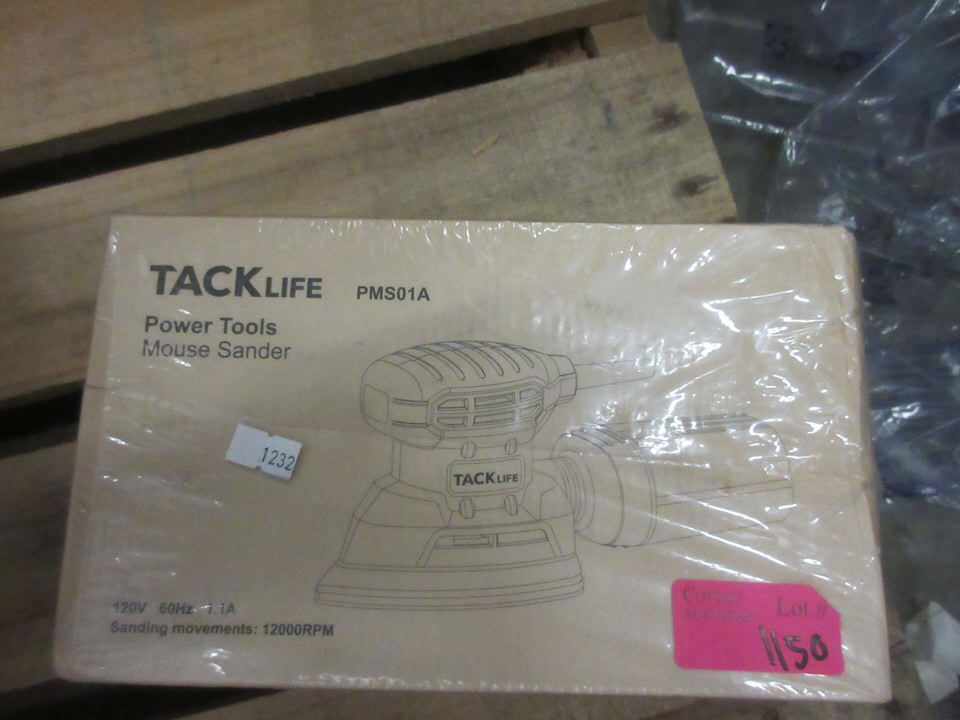 TACKLIFE PMS01A
Power Tools
Mouse Sander
1232
TACKLIFE
120V 60Hz 1.1A
Sanding movements: 12000RPM
Lot #
1150